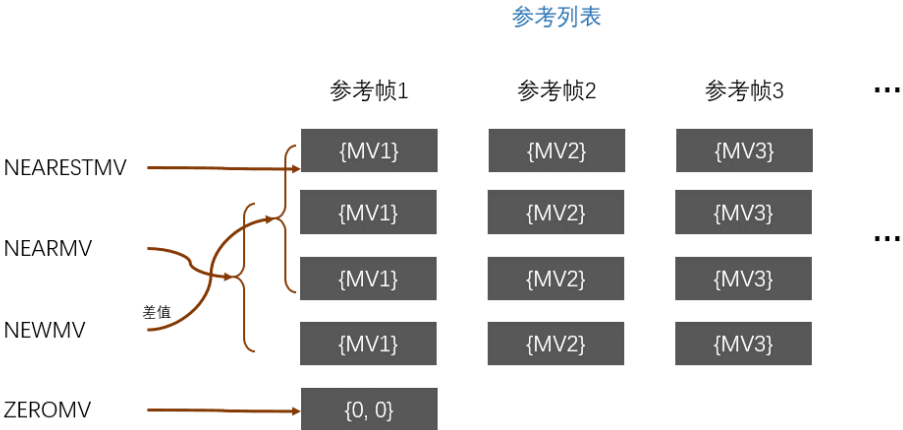 参考列表
参考帧1 参考帧2 参考帧3 ...
{MV1} {MV2} {MV3}
NEARESTMV
{MV1} {MV2} {MV3}
NEARMV
...
{MV1} {MV2} {MV3}
差值
NEWMV
{MV1} {MV2} {MV3}
ZEROMV {0, 0}